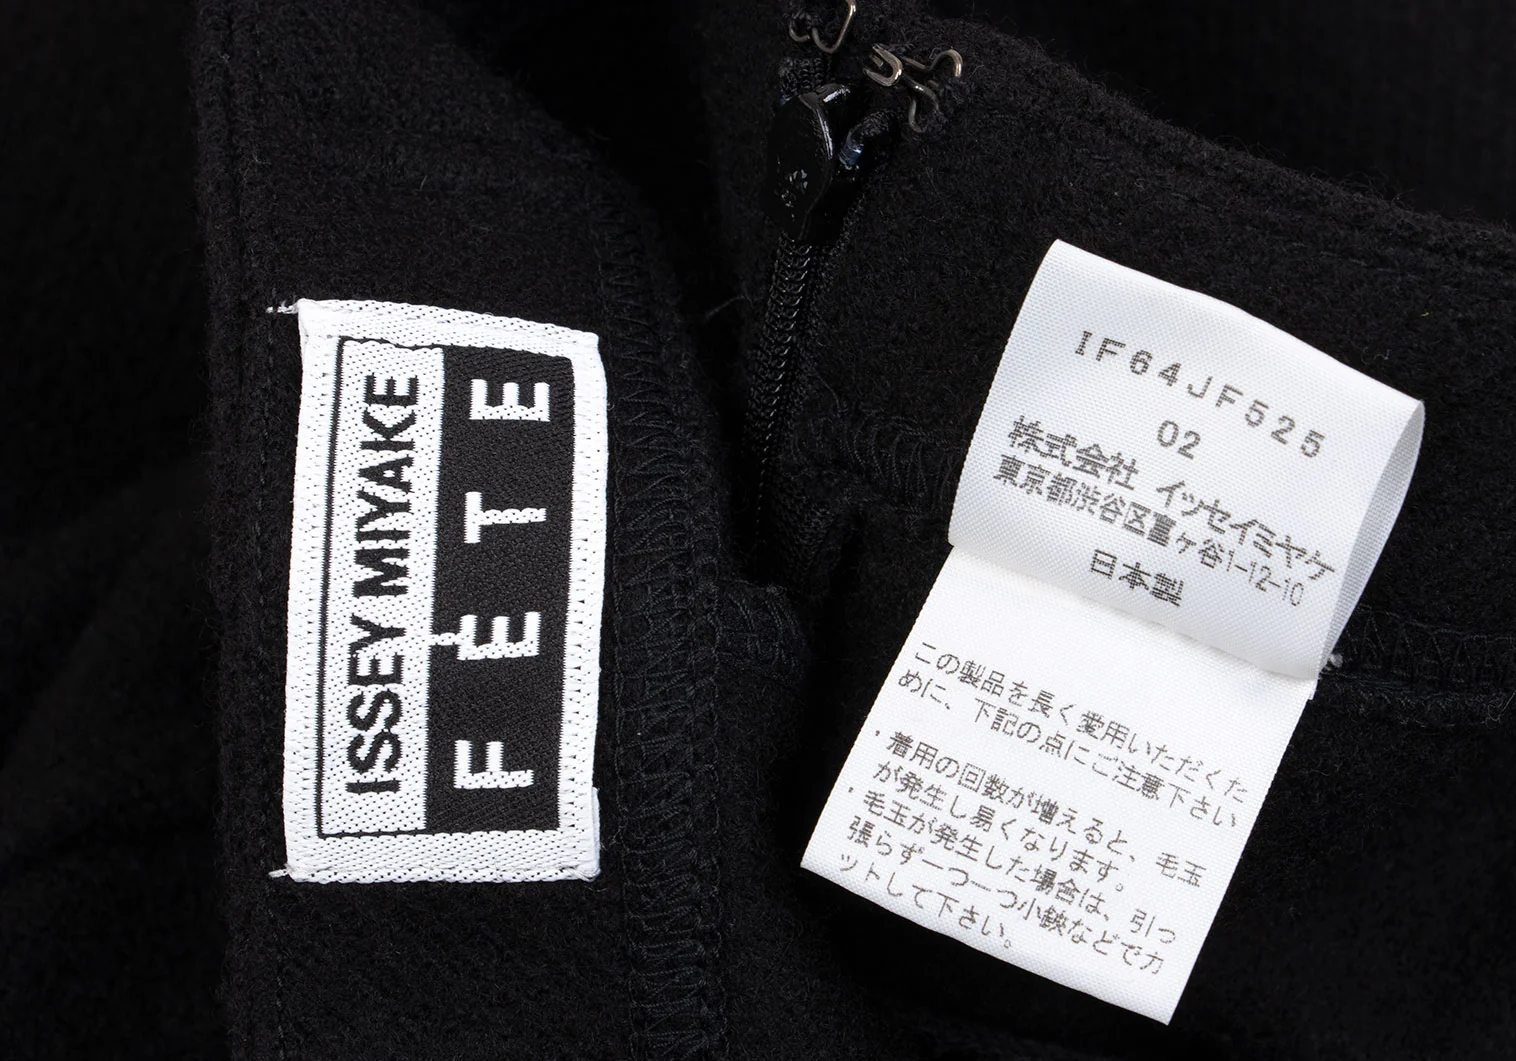 ISSEY MIYAKE
FÊTE
IF64JF525
02
株式会社 イッセイミヤケ
東京都渋谷区富ヶ谷1-12-10
日本製
この製品を長く愛用いただくた
めに、下記の点にご注意下さい
・着用の回数が増えると、毛玉
が発生し易くなります。
・毛玉が発生した場合は、引っ
張らず一つ一つ小鋏などでカ
ットして下さい。